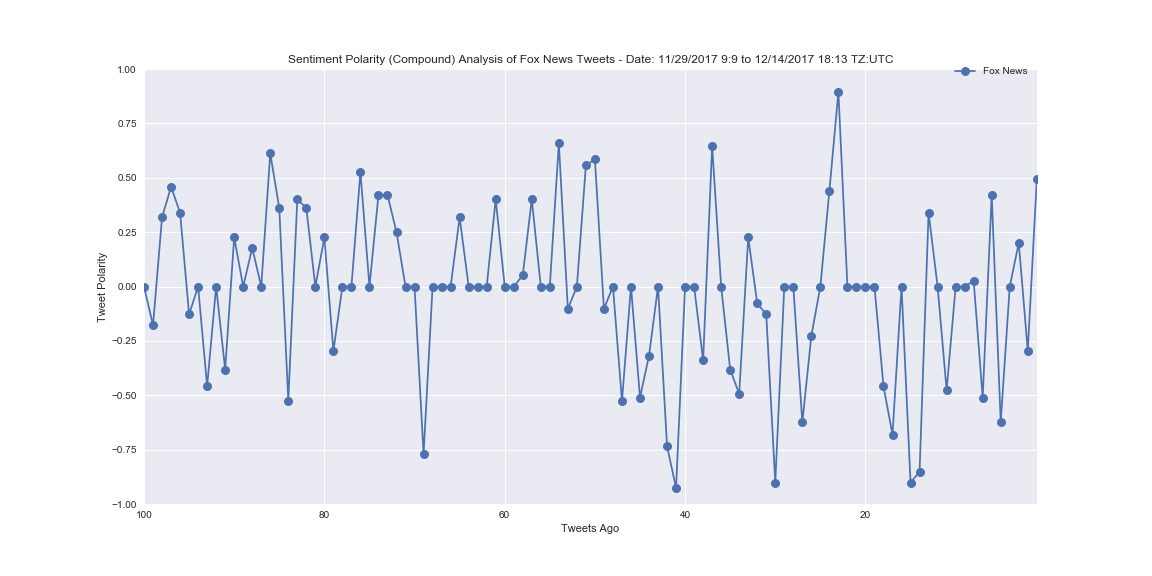 Sentiment Polarity (Compound) Analysis of Fox News Tweets - Date: 11/29/2017 9:9 to 12/14/2017 18:13 TZ:UTC
Fox News
1.00
0.75
0.50
0.25
0.00
−0.25
−0.50
−0.75
−1.00
Tweet Polarity
100 80 60 40 20
Tweets Ago